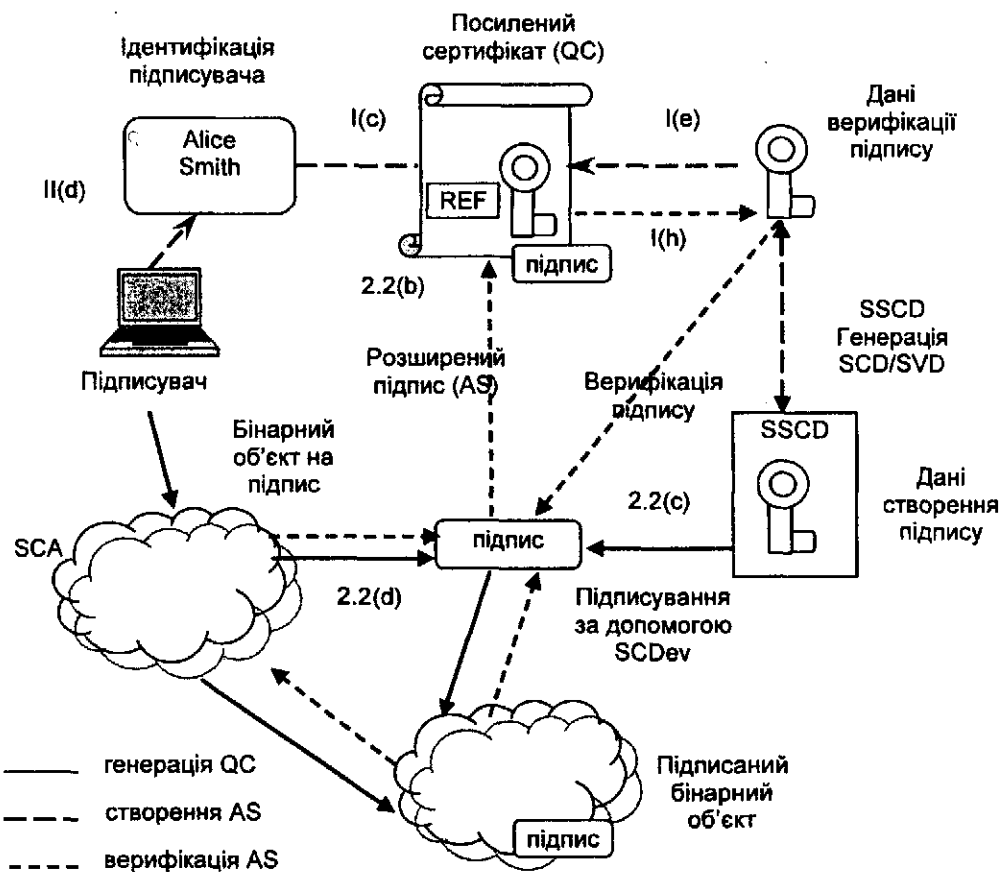 Посилений
сертифікат (QC)
Ідентифікація
підписувача
Дані
верифікації
підпису
I(c)
I(e)
Alice
Smith
II(d)
REF
I(h)
підпис
2.2(b)
SSCD
Генерація
SCD/SVD
Розширений
підпис (AS)
Верифікація
підпису
Підписувач
SSCD
Бінарний
об'єкт на
підпис
2.2(c)
Дані
створення
підпису
SCA
підпис
2.2(d)
Підписування
за допомогою
SCDev
Підписаний
бінарний
об'єкт
підпис
генерація QC
створення AS
верифікація AS